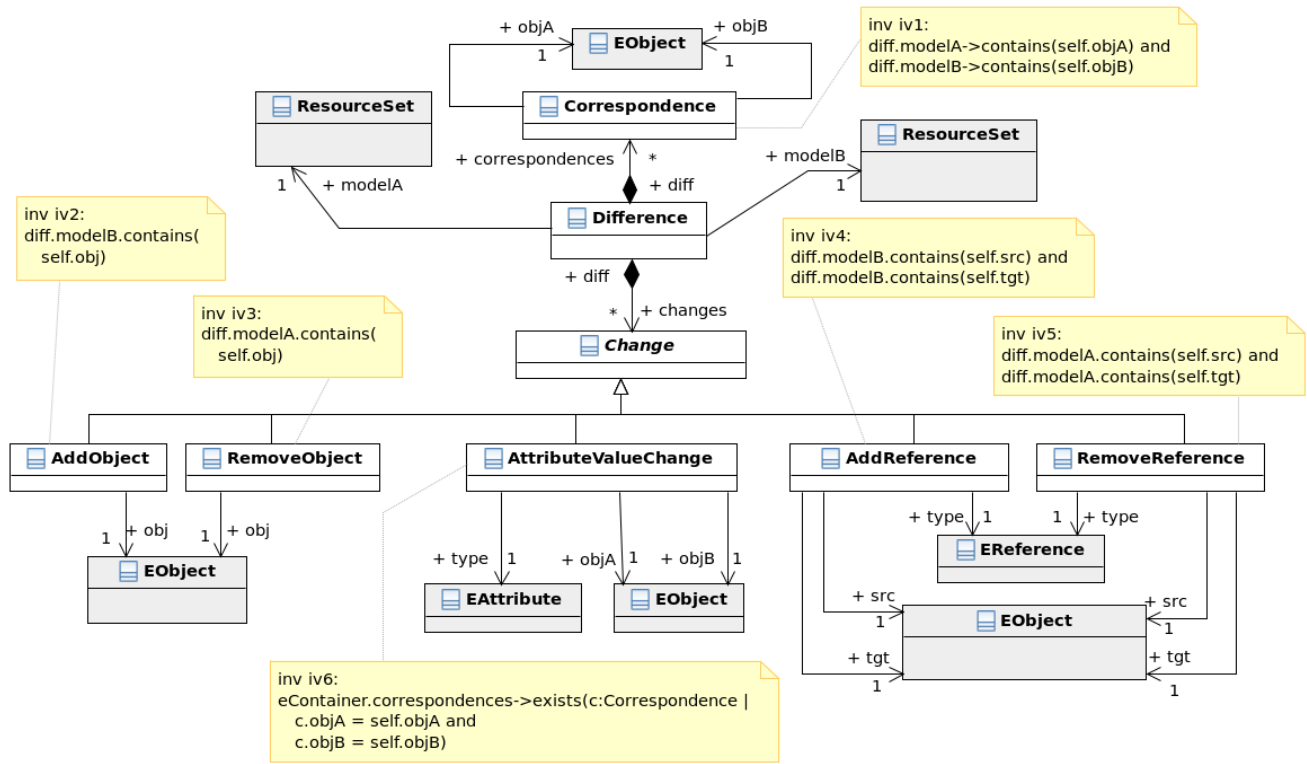 + objA
+ objB
EObject
1
1
inv iv1:
diff.modelA->contains(self.objA) and
diff.modelB->contains(self.objB)
ResourceSet
Correspondence
ResourceSet
+ correspondences
*
+ modelB
1
+ modelA
+ diff
1
inv iv2:
diff.modelB.contains(
self.obj)
Difference
inv iv4:
diff.modelB.contains(self.src) and
diff.modelB.contains(self.tgt)
+ diff
inv iv3:
diff.modelA.contains(
self.obj)
*
+ changes
inv iv5:
diff.modelA.contains(self.src) and
diff.modelA.contains(self.tgt)
Change
AddObject
RemoveObject
AttributeValueChange
AddReference
RemoveReference
1
+ obj
1
+ obj
+ type
1
+ objA
1
+ objB
1
+ type
1
1
+ type
EReference
EObject
EAttribute
EObject
+ src
1
+ src
1
EObject
+ tgt
1
+ tgt
1
inv iv6:
eContainer.correspondences->exists(c:Correspondence |
c.objA = self.objA and
c.objB = self.objB)